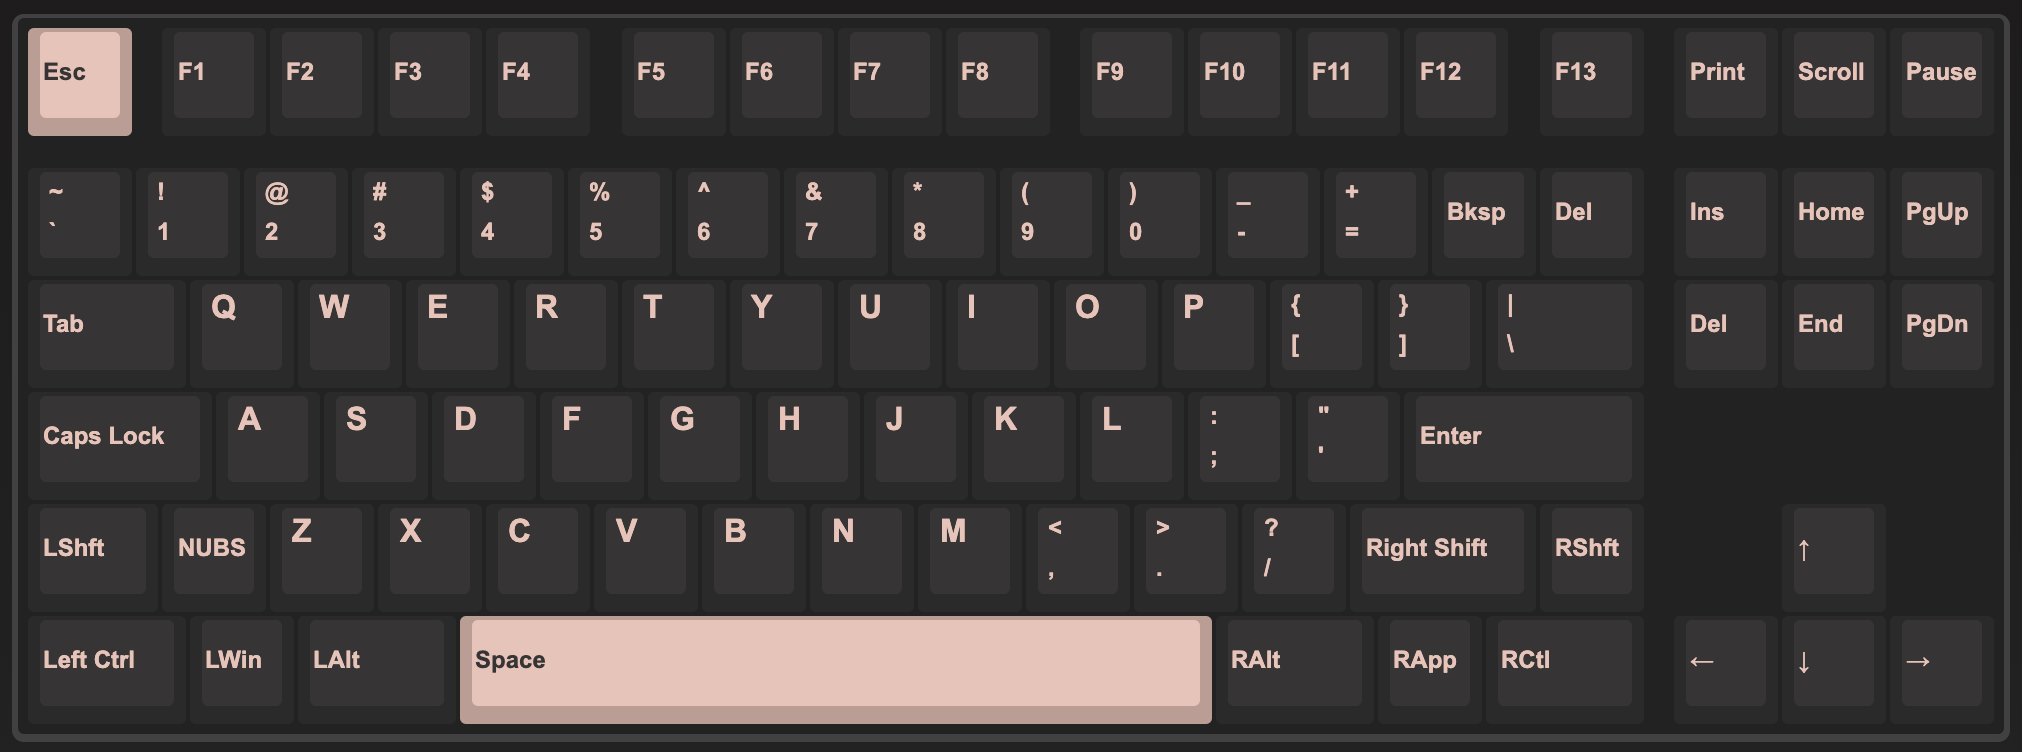 Esc F1 F2 F3 F4 F5 F6 F7 F8 F9 F10 F11 F12 F13 Print Scroll Pause
~ ! @ # $ % ^ & * ( ) _ +
` 1 2 3 4 5 6 7 8 9 0 - = Bksp Del Ins Home PgUp
Q W E R T Y U I O P { } |
Tab [ ] \ Del End PgDn
A S D F G H J K L : "
Caps Lock ; ' Enter
Z X C V B N M < > ?
LShft NUBS , . / Right Shift RShft ↑
Left Ctrl LWin LAlt Space RAlt RApp RCtl ← ↓ →